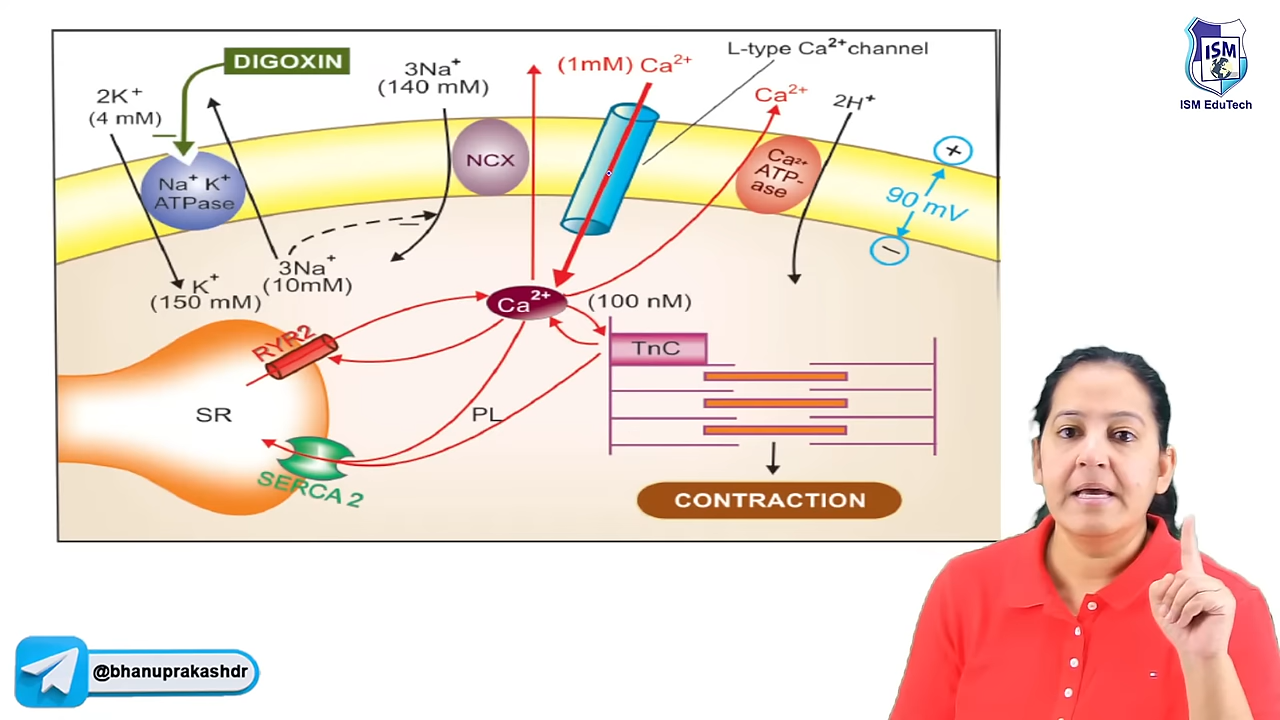 DIGOXIN
2K+
(4 mM)
3Na+
(140 mM)
(1mM) Ca2+
L-type Ca2+channel
Ca2+
2H+
ISM
ISM EduTech
Na+ K+
ATPase
NCX
Ca2+
ATP-
ase
+
90 mV
−
K+
(150 mM)
3Na+
(10mM)
Ca2+
(100 nM)
RYR2
TnC
SR
PL
SERCA 2
CONTRACTION
@bhanuprakashdr